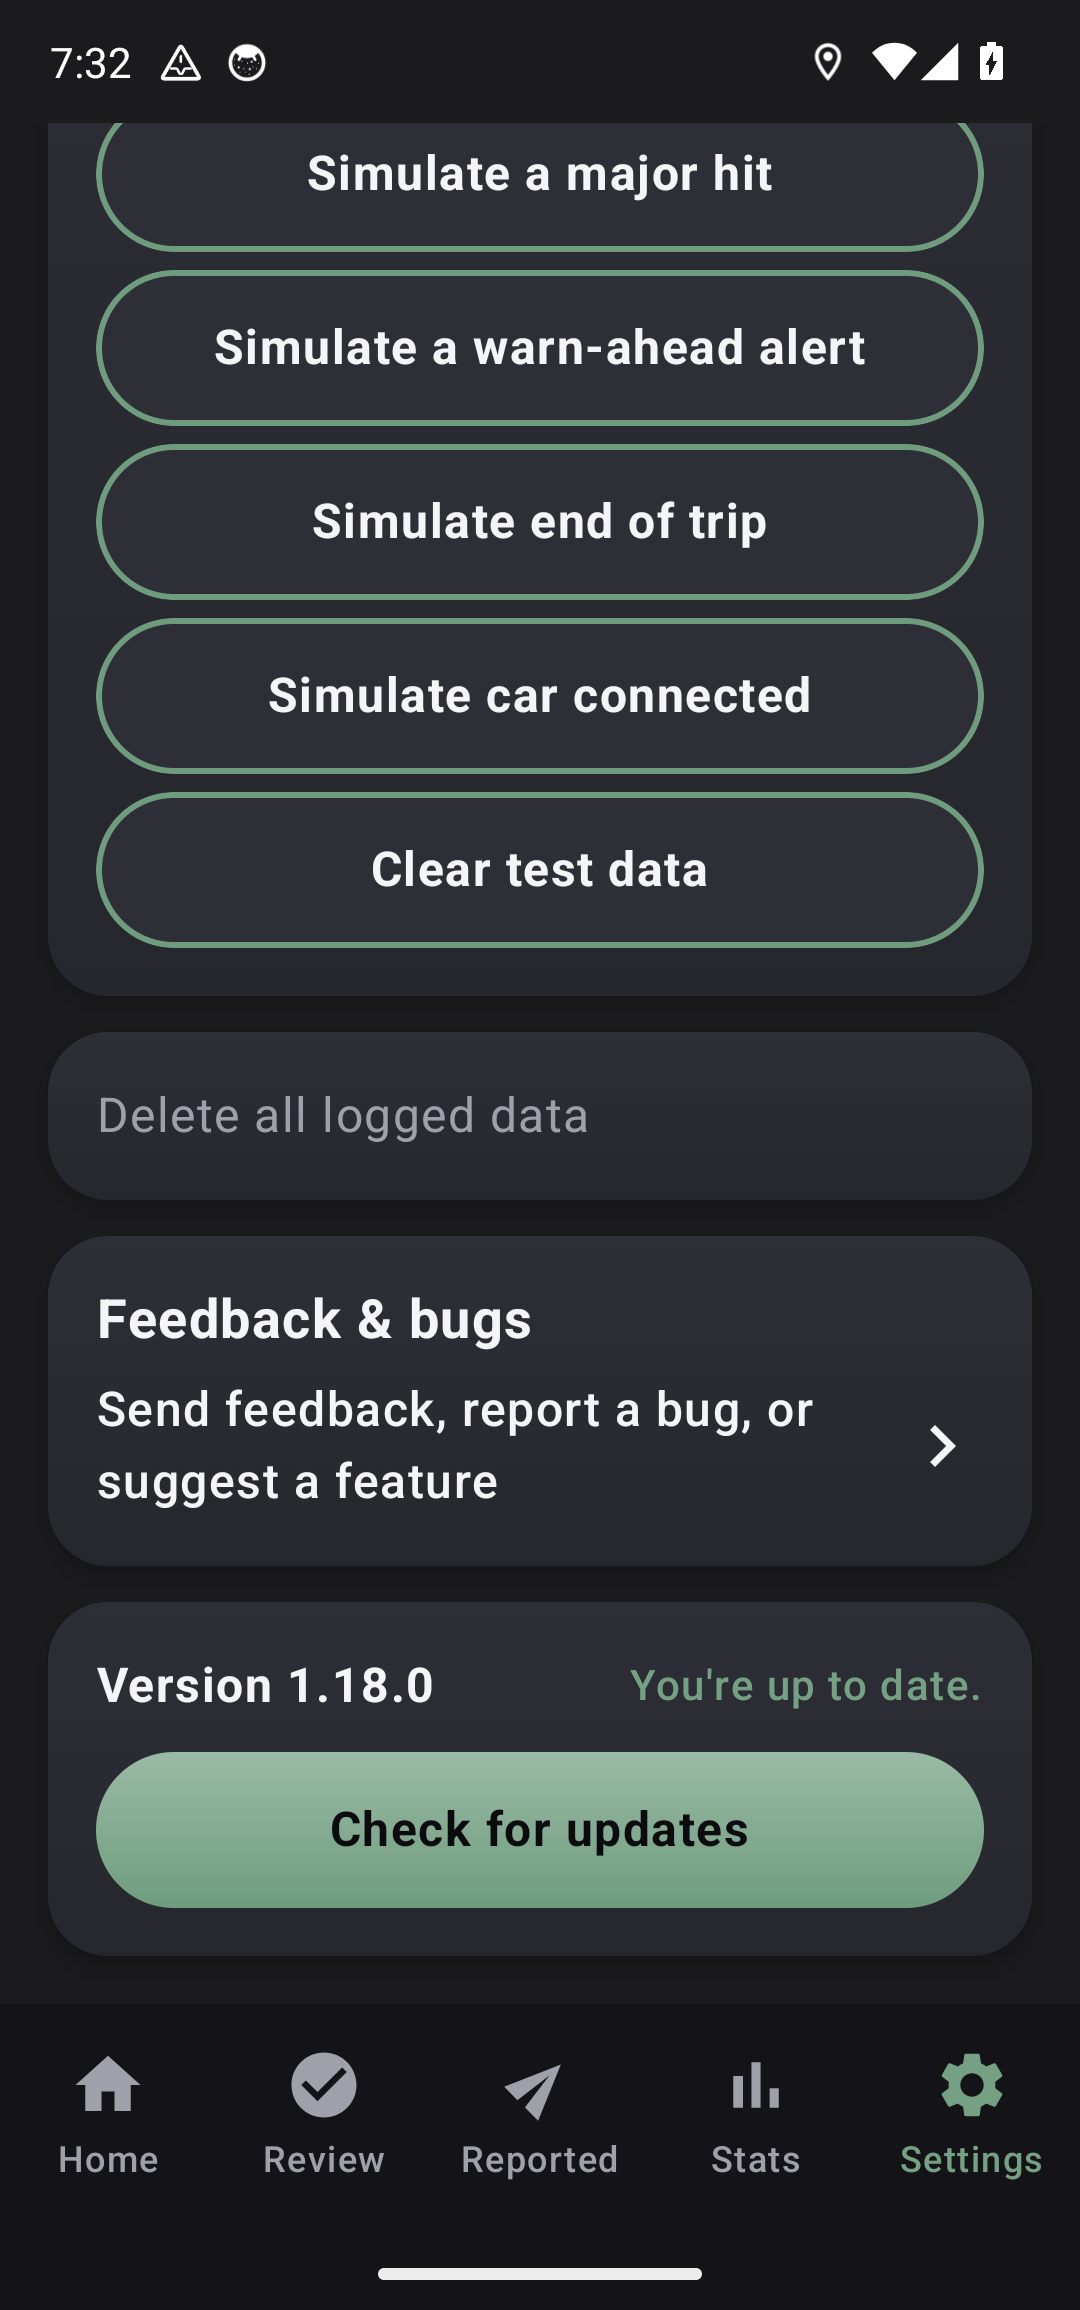 7:32
Simulate a major hit
Simulate a warn-ahead alert
Simulate end of trip
Simulate car connected
Clear test data
Delete all logged data
Feedback & bugs
Send feedback, report a bug, or
suggest a feature
Version 1.18.0
You're up to date.
Check for updates
Home
Review
Reported
Stats
Settings